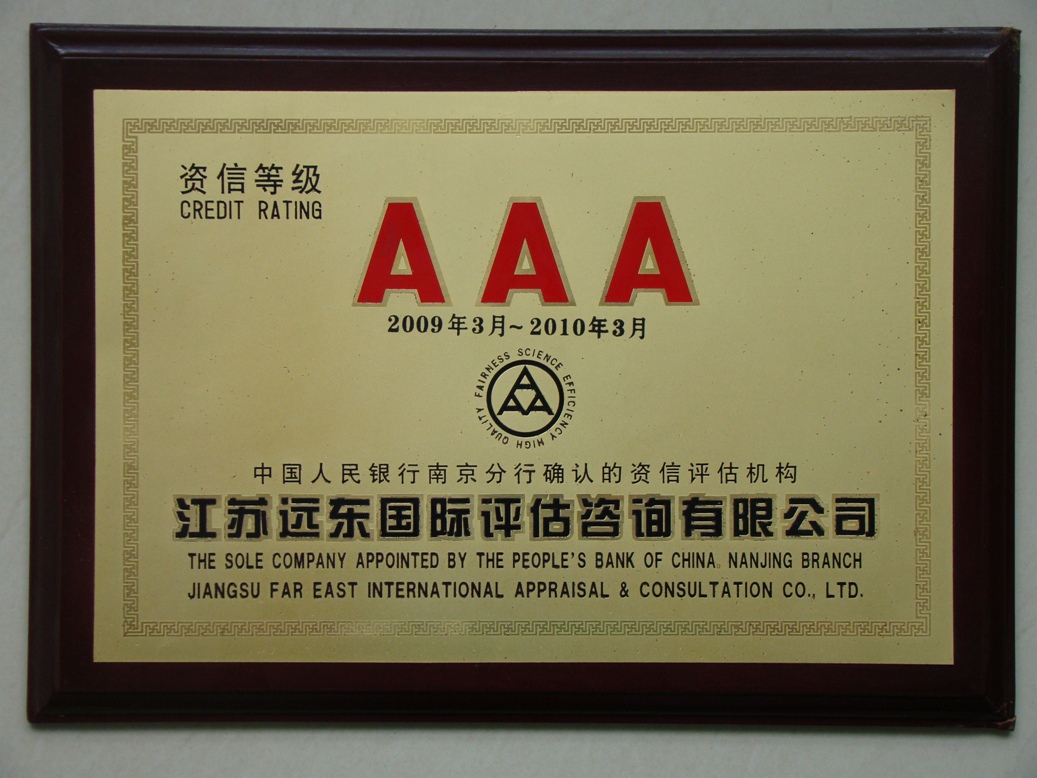 资信等级
CREDIT RATING
AAA
2009年3月~2010年3月
FAIRNESS SCIENCE EFFICIENCY HIGH QUALITY
AAA
中国人民银行南京分行确认的资信评估机构
江苏远东国际评估咨询有限公司
THE SOLE COMPANY APPOINTED BY THE PEOPLE'S BANK OF CHINA. NANJING BRANCH
JIANGSU FAR EAST INTERNATIONAL APPRAISAL & CONSULTATION CO., LTD.